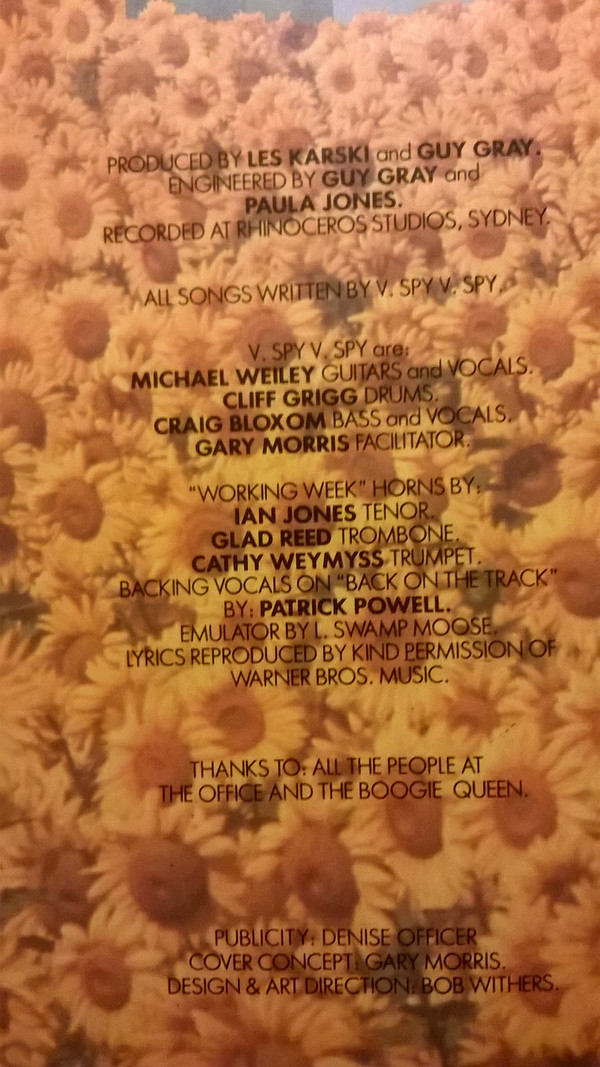 PRODUCED BY LES KARSKI and GUY GRAY.
ENGINEERED BY GUY GRAY and
PAULA JONES.
RECORDED AT RHINOCEROS STUDIOS, SYDNEY.
ALL SONGS WRITTEN BY V. SPY V. SPY.
V. SPY V. SPY are:
MICHAEL WEILEY GUITARS and VOCALS.
CLIFF GRIGG DRUMS.
CRAIG BLOXOM BASS and VOCALS.
GARY MORRIS FACILITATOR.
"WORKING WEEK" HORNS BY:
IAN JONES TENOR.
GLAD REED TROMBONE.
CATHY WEYMYSS TRUMPET.
BACKING VOCALS ON "BACK ON THE TRACK"
BY: PATRICK POWELL.
EMULATOR BY L. SWAMP MOOSE.
LYRICS REPRODUCED BY KIND PERMISSION OF
WARNER BROS. MUSIC.
THANKS TO: ALL THE PEOPLE AT
THE OFFICE AND THE BOOGIE QUEEN.
PUBLICITY: DENISE OFFICER
COVER CONCEPT: GARY MORRIS.
DESIGN & ART DIRECTION: BOB WITHERS.